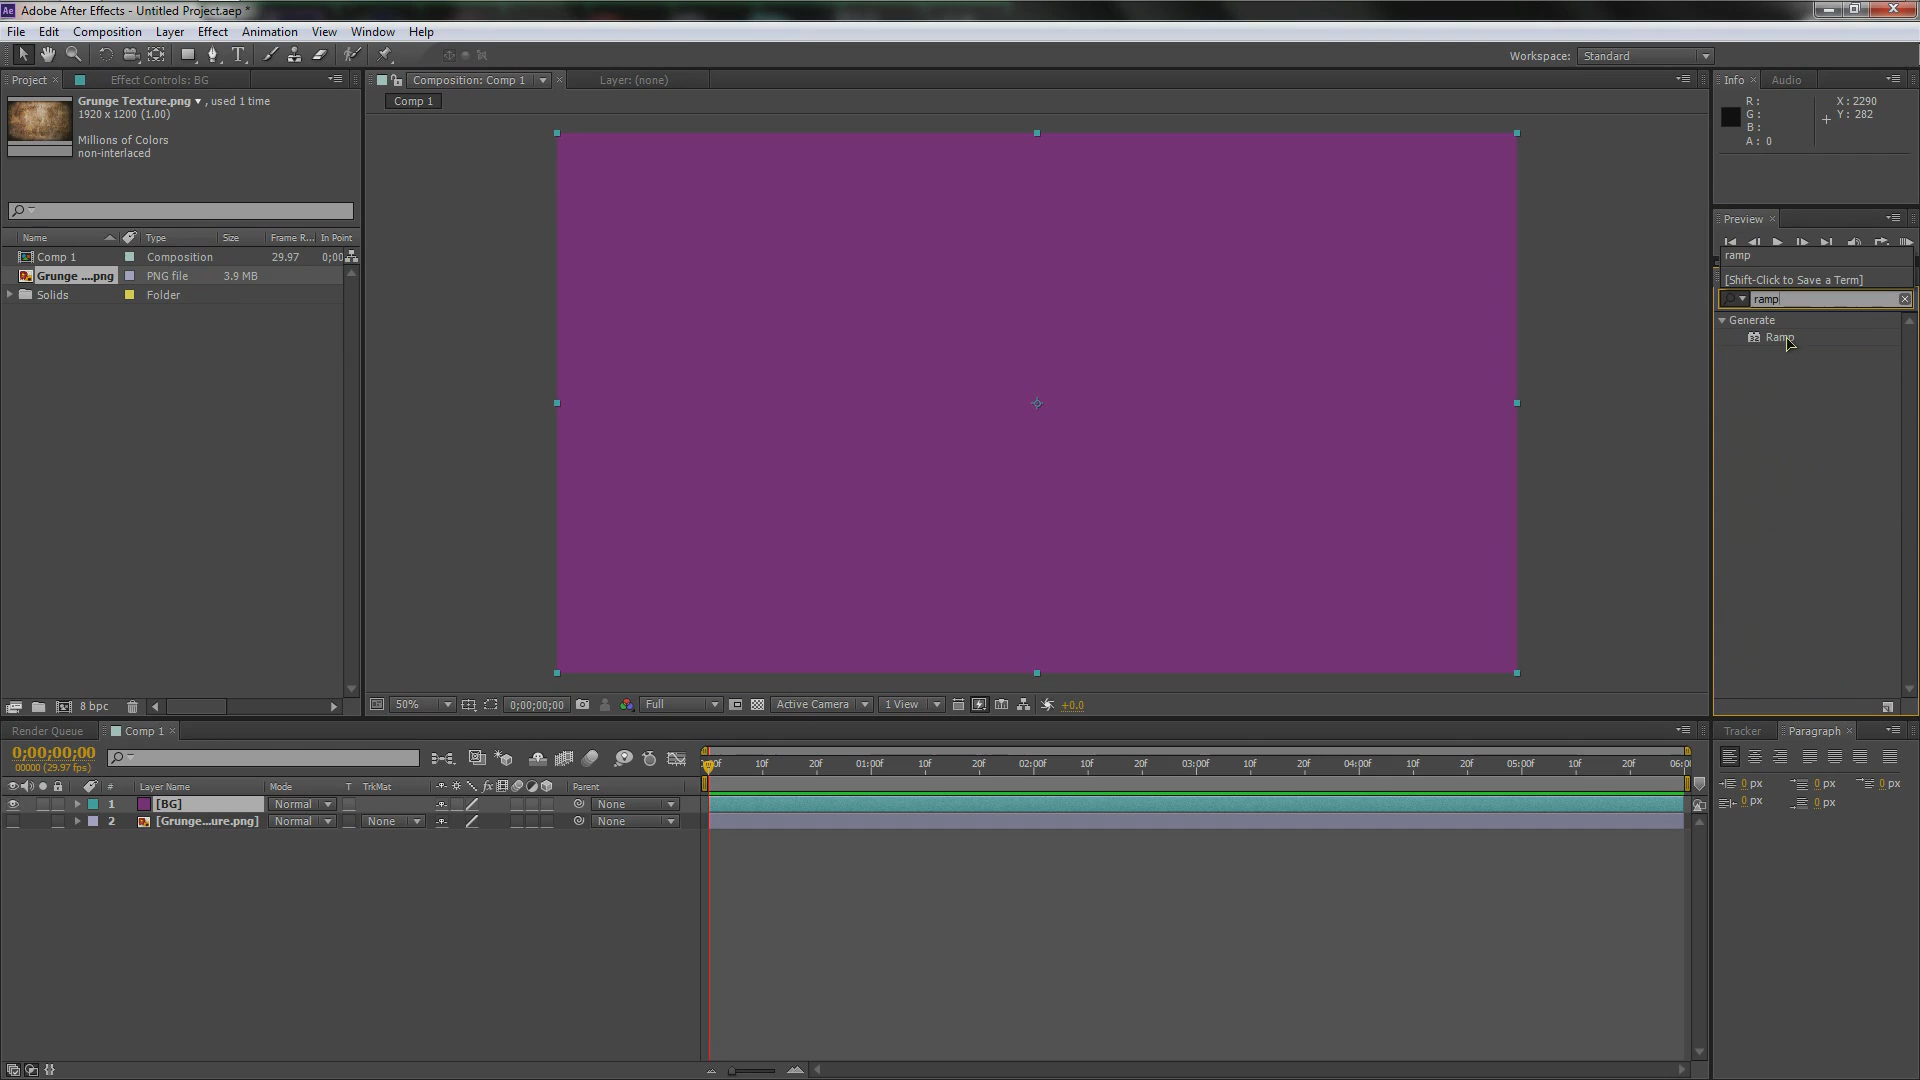 Ae Adobe After Effects - Untitled Project.aep *
File Edit Composition Layer Effect Animation View Window Help
T Workspace: Standard
Project Effect Controls: BG
Composition: Comp 1 Layer: (none)
Info Audio
Grunge Texture.png , used 1 time
1920 x 1200 (1.00)
Millions of Colors
non-interlaced
Comp 1
R :
G :
B :
A : 0
X : 2290
Y : 282
Preview
ramp
[Shift-Click to Save a Term]
ramp
Generate
Ramp
Name Type Size Frame R... In Point
Comp 1 Composition 29.97 0;00
Grunge ....png PNG file 3.9 MB
Solids Folder
8 bpc
50% 0;00;00;00 Full Active Camera 1 View +0.0
Render Queue Comp 1
Tracker Paragraph
0;00;00;00
00000 (29.97 fps)
10f 20f 01:00f 10f 20f 02:00f 10f 20f 03:00f 10f 20f 04:00f 10f 20f 05:00f 10f 20f
# Layer Name Mode T TrkMat fx Parent
1 [BG] Normal None
2 [Grunge...ure.png] Normal None None
0 px 0 px 0 px
0 px 0 px